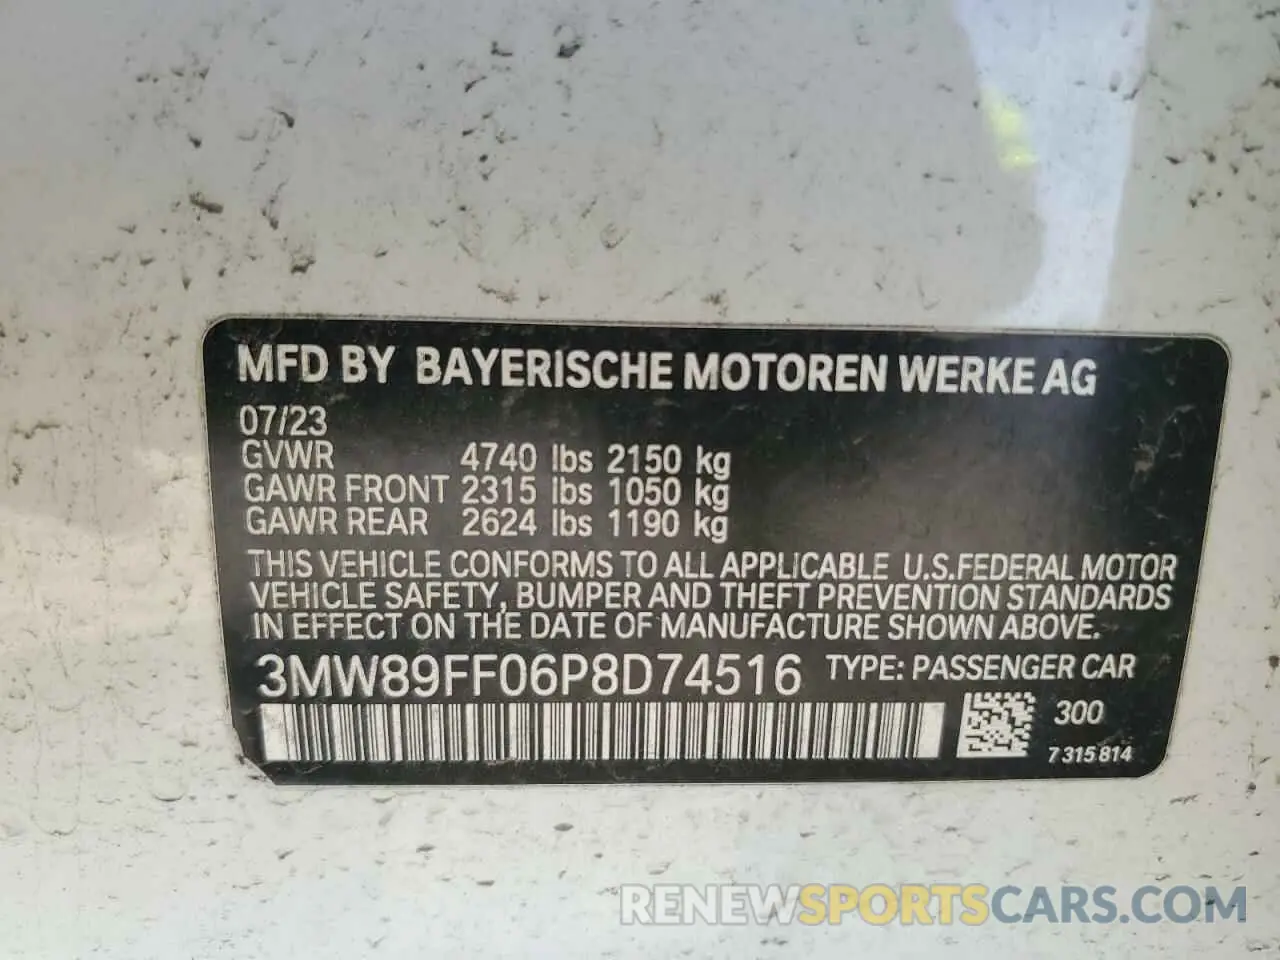 MFD BY BAYERISCHE MOTOREN WERKE AG
07/23
GVWR 4740 lbs 2150 kg
GAWR FRONT 2315 lbs 1050 kg
GAWR REAR 2624 lbs 1190 kg
THIS VEHICLE CONFORMS TO ALL APPLICABLE U.S.FEDERAL MOTOR
VEHICLE SAFETY, BUMPER AND THEFT PREVENTION STANDARDS
IN EFFECT ON THE DATE OF MANUFACTURE SHOWN ABOVE.
3MW89FF06P8D74516 TYPE: PASSENGER CAR
300
7 315 814
RENEWSPORTSCARS.COM